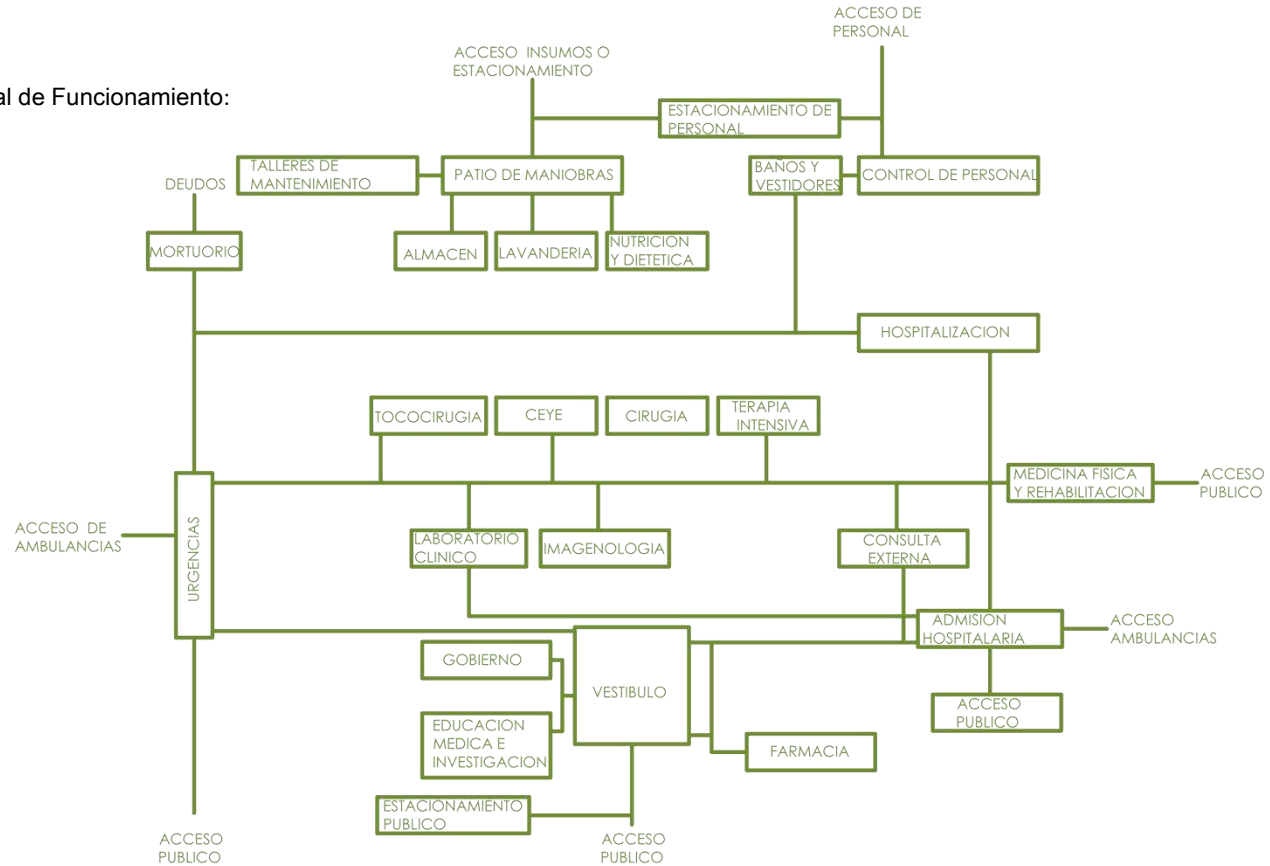 ACCESO DE
PERSONAL
ACCESO INSUMOS O
ESTACIONAMIENTO
al de Funcionamiento:
ESTACIONAMIENTO DE
PERSONAL
TALLERES DE
MANTENIMIENTO
PATIO DE MANIOBRAS
BAÑOS Y
VESTIDORES
CONTROL DE PERSONAL
DEUDOS
MORTUORIO
ALMACEN
LAVANDERIA
NUTRICION
Y DIETETICA
HOSPITALIZACION
TOCOCIRUGIA
CEYE
CIRUGIA
TERAPIA
INTENSIVA
MEDICINA FISICA
Y REHABILITACION
ACCESO
PUBLICO
ACCESO DE
AMBULANCIAS
URGENCIAS
LABORATORIO
CLINICO
IMAGENOLOGIA
CONSULTA
EXTERNA
ADMISION
HOSPITALARIA
ACCESO
AMBULANCIAS
GOBIERNO
VESTIBULO
ACCESO
PUBLICO
EDUCACION
MEDICA E
INVESTIGACION
FARMACIA
ESTACIONAMIENTO
PUBLICO
ACCESO
PUBLICO
ACCESO
PUBLICO